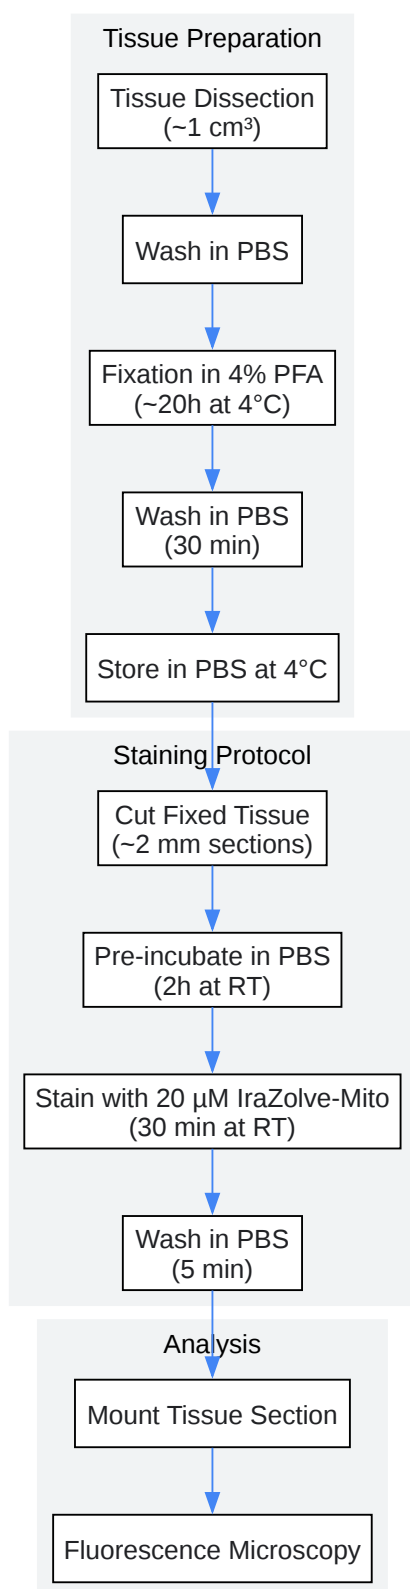 Tissue Preparation
Tissue Dissection
(~1 cm³)
Wash in PBS
Fixation in 4% PFA
(~20h at 4°C)
Wash in PBS
(30 min)
Store in PBS at 4°C
Staining Protocol
Cut Fixed Tissue
(~2 mm sections)
Pre-incubate in PBS
(2h at RT)
Stain with 20 µM IraZolve-Mito
(30 min at RT)
Wash in PBS
(5 min)
Analysis
Mount Tissue Section
Fluorescence Microscopy